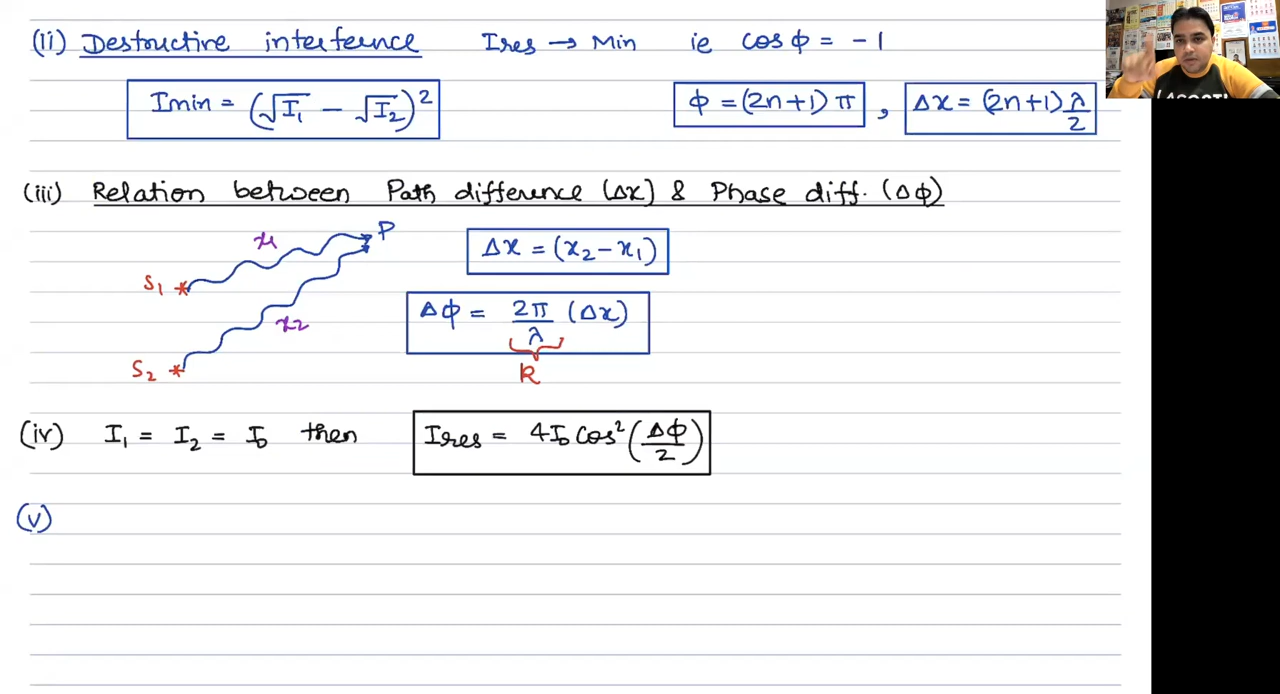 (ii) Destructive interfernce Ires → Min ie cos ϕ = -1
Imin = (√I₁ - √I₂)² ϕ = (2n+1) π , Δx = (2n+1) λ/2
(iii) Relation between Path difference (Δx) & Phase diff. (Δϕ)
x₁ P Δx = (x₂ - x₁)
S₁
Δϕ = 2π/λ (Δx)
x₂
k
S₂
(iv) I₁ = I₂ = I₀ then Ires = 4I₀ Cos² (Δϕ/2)
(v)